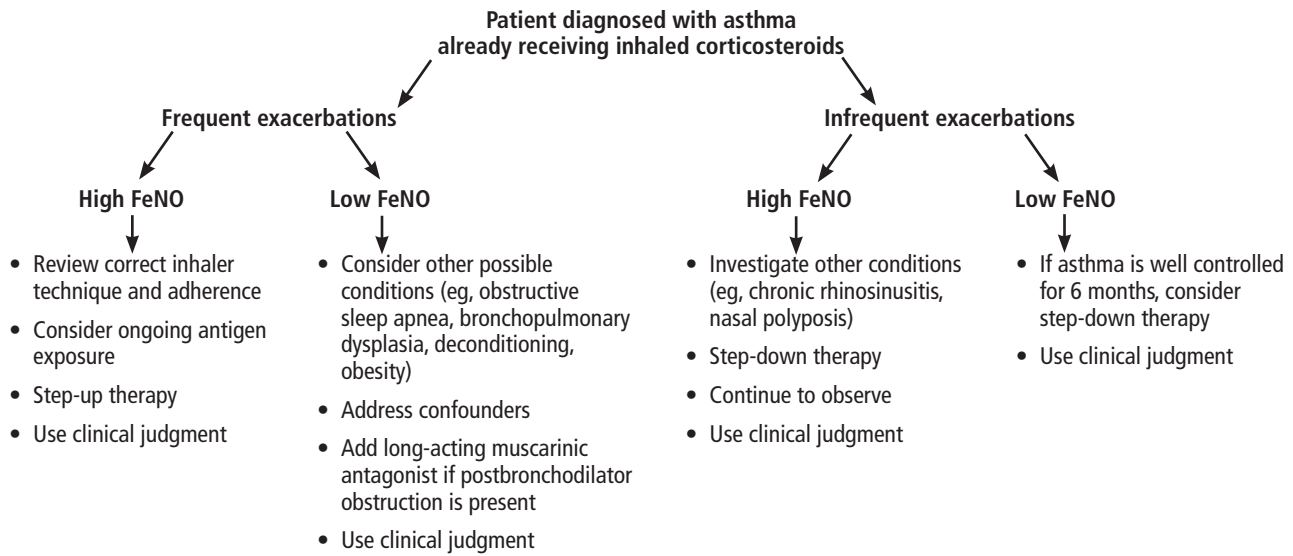 Patient diagnosed with asthma
already receiving inhaled corticosteroids
Frequent exacerbations
Infrequent exacerbations
High FeNO
Low FeNO
High FeNO
Low FeNO
• Review correct inhaler
technique and adherence
• Consider ongoing antigen
exposure
• Step-up therapy
• Use clinical judgment
• Consider other possible
conditions (eg, obstructive
sleep apnea, bronchopulmonary
dysplasia, deconditioning,
obesity)
• Address confounders
• Add long-acting muscarinic
antagonist if postbronchodilator
obstruction is present
• Use clinical judgment
• Investigate other conditions
(eg, chronic rhinosinusitis,
nasal polyposis)
• Step-down therapy
• Continue to observe
• Use clinical judgment
• If asthma is well controlled
for 6 months, consider
step-down therapy
• Use clinical judgment